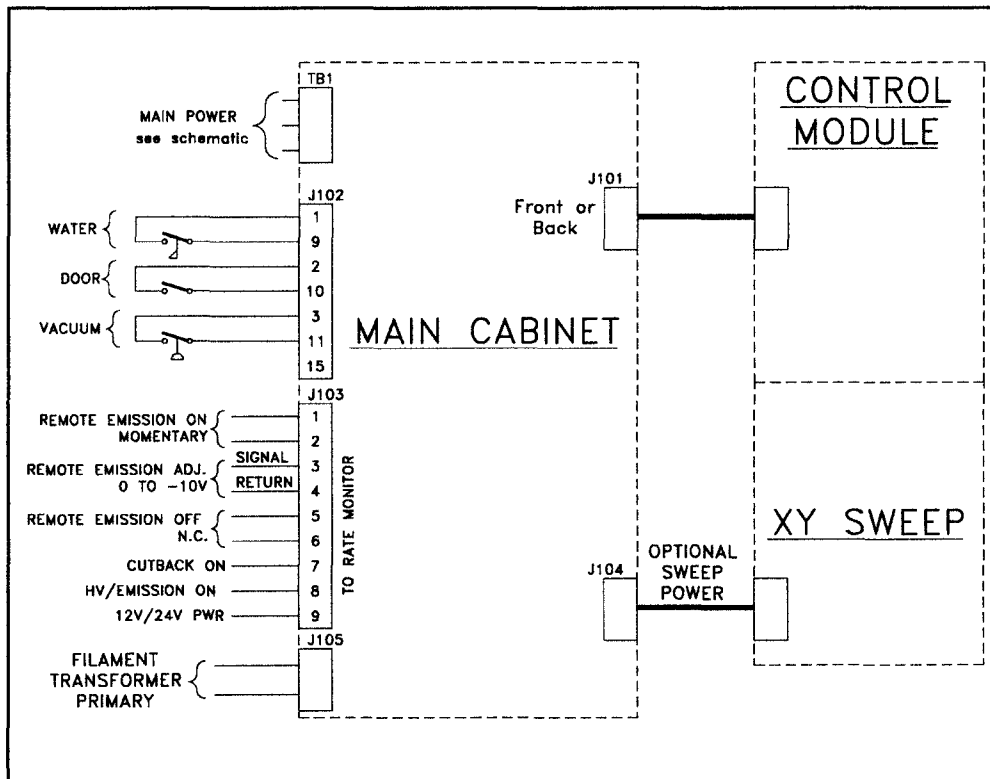 TB1
MAIN POWER
see schematic
J102
WATER
1
9
DOOR
2
10
VACUUM
3
11
15
J103
REMOTE EMISSION ON
MOMENTARY
1
2
REMOTE EMISSION ADJ.
0 TO -10V
SIGNAL
RETURN
3
4
REMOTE EMISSION OFF
N.C.
5
6
CUTBACK ON
7
HV/EMISSION ON
8
12V/24V PWR
9
TO RATE MONITOR
J105
FILAMENT
TRANSFORMER
PRIMARY
MAIN CABINET
J101
Front or
Back
J104
OPTIONAL
SWEEP
POWER
CONTROL
MODULE
XY SWEEP